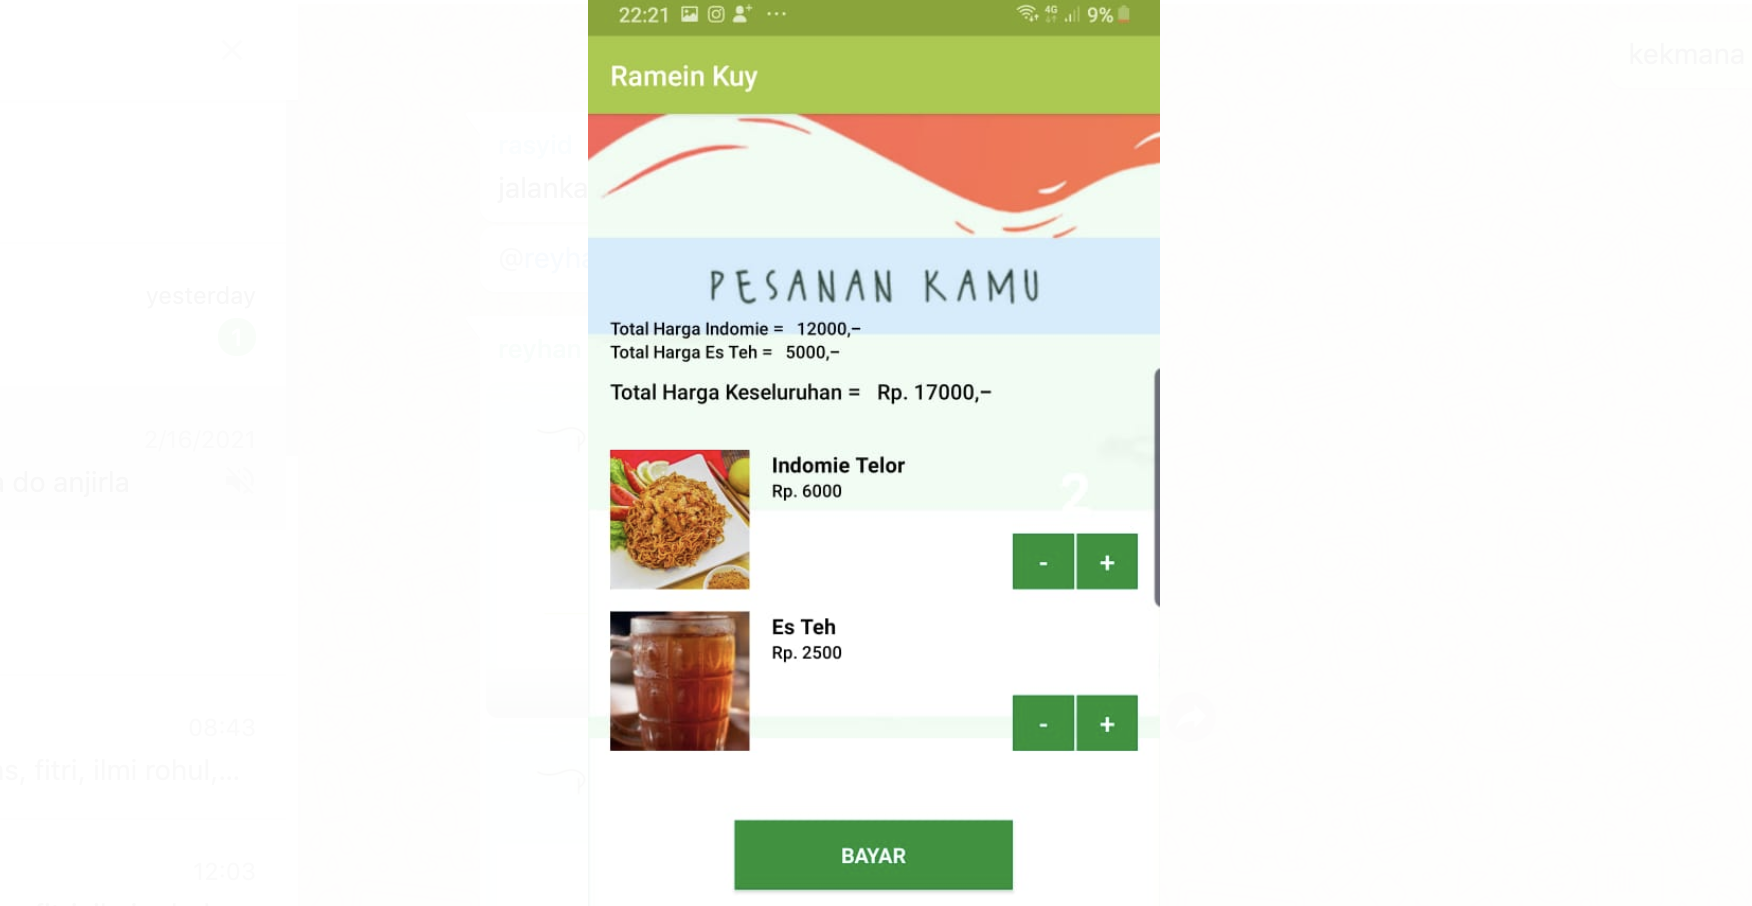 22:21
4G
9%
Ramein Kuy
PESANAN KAMU
Total Harga Indomie = 12000,–
Total Harga Es Teh = 5000,–
Total Harga Keseluruhan = Rp. 17000,–
Indomie Telor
Rp. 6000
2
- +
Es Teh
Rp. 2500
- +
BAYAR
kekmana
rasyid
jalanka
@reyha
yesterday
1
reyhan
2/16/2021
do anjirla
08:43
s, fitri, ilmi rohul,...
12:03